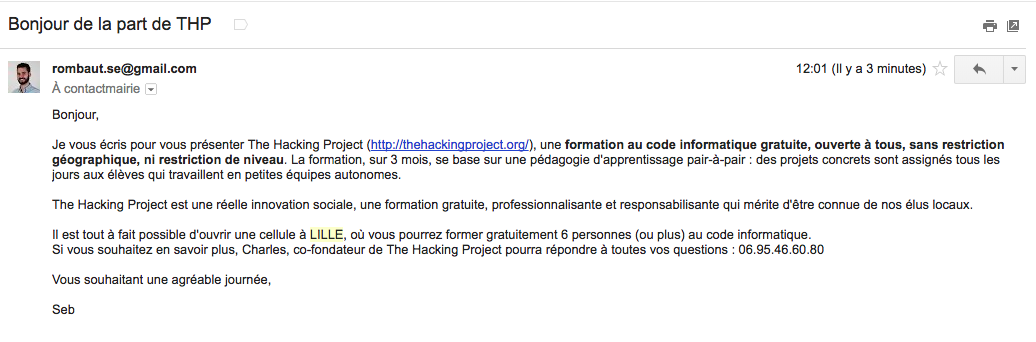 Bonjour de la part de THP
rombaut.se@gmail.com
12:01 (Il y a 3 minutes)
À contactmairie
Bonjour,
Je vous écris pour vous présenter The Hacking Project (http://thehackingproject.org/), une formation au code informatique gratuite, ouverte à tous, sans restriction
géographique, ni restriction de niveau. La formation, sur 3 mois, se base sur une pédagogie d'apprentissage pair-à-pair : des projets concrets sont assignés tous les
jours aux élèves qui travaillent en petites équipes autonomes.
The Hacking Project est une réelle innovation sociale, une formation gratuite, professionnalisante et responsabilisante qui mérite d'être connue de nos élus locaux.
Il est tout à fait possible d'ouvrir une cellule à LILLE, où vous pourrez former gratuitement 6 personnes (ou plus) au code informatique.
Si vous souhaitez en savoir plus, Charles, co-fondateur de The Hacking Project pourra répondre à toutes vos questions : 06.95.46.60.80
Vous souhaitant une agréable journée,
Seb